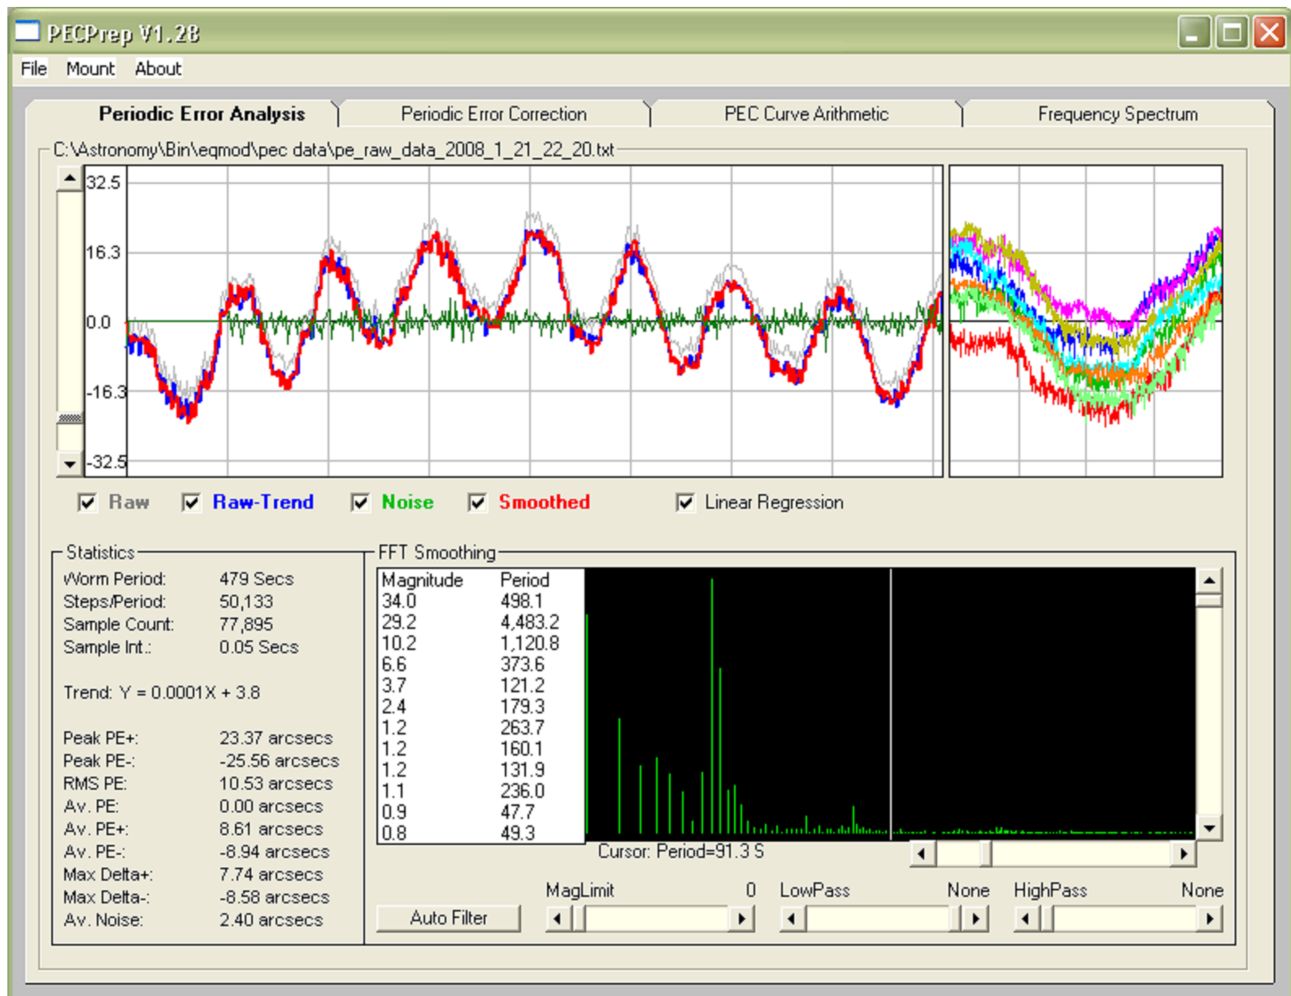 PECPrep V1.28
File Mount About
Periodic Error Analysis Periodic Error Correction PEC Curve Arithmetic Frequency Spectrum
C:\Astronomy\Bin\eqmod\pec data\pe_raw_data_2008_1_21_22_20.txt
32.5
16.3
0.0
-16.3
-32.5
Raw Raw-Trend Noise Smoothed Linear Regression
Statistics
Worm Period: 479 Secs
Steps/Period: 50,133
Sample Count: 77,895
Sample Int.: 0.05 Secs
Trend: Y = 0.0001X + 3.8
Peak PE+: 23.37 arcsecs
Peak PE-: -25.56 arcsecs
RMS PE: 10.53 arcsecs
Av. PE: 0.00 arcsecs
Av. PE+: 8.61 arcsecs
Av. PE-: -8.94 arcsecs
Max Delta+: 7.74 arcsecs
Max Delta-: -8.58 arcsecs
Av. Noise: 2.40 arcsecs
FFT Smoothing
Magnitude Period
34.0 498.1
29.2 4,483.2
10.2 1,120.8
6.6 373.6
3.7 121.2
2.4 179.3
1.2 263.7
1.2 160.1
1.2 131.9
1.1 236.0
0.9 47.7
0.8 49.3
Cursor: Period=91.3 S
MagLimit 0 LowPass None HighPass None
Auto Filter